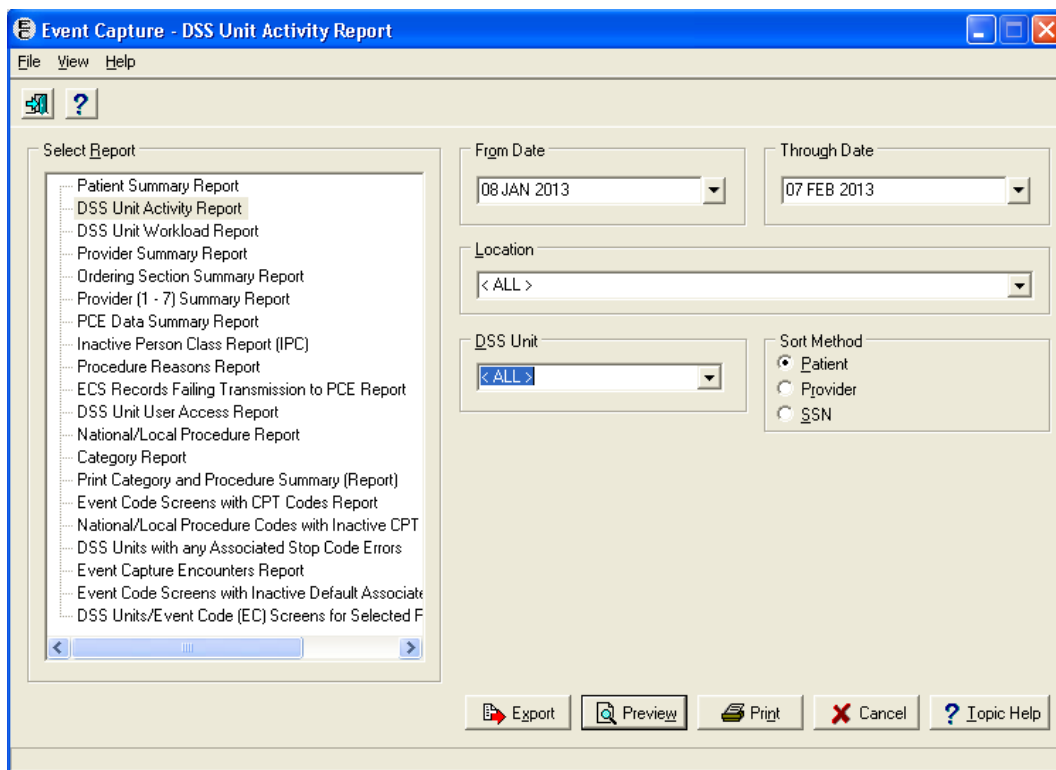 Event Capture - DSS Unit Activity Report
File View Help
Select Report
Patient Summary Report
DSS Unit Activity Report
DSS Unit Workload Report
Provider Summary Report
Ordering Section Summary Report
Provider (1 - 7) Summary Report
PCE Data Summary Report
Inactive Person Class Report (IPC)
Procedure Reasons Report
ECS Records Failing Transmission to PCE Report
DSS Unit User Access Report
National/Local Procedure Report
Category Report
Print Category and Procedure Summary (Report)
Event Code Screens with CPT Codes Report
National/Local Procedure Codes with Inactive CPT
DSS Units with any Associated Stop Code Errors
Event Capture Encounters Report
Event Code Screens with Inactive Default Associate
DSS Units/Event Code (EC) Screens for Selected F
From Date
08 JAN 2013
Through Date
07 FEB 2013
Location
< ALL >
DSS Unit
< ALL >
Sort Method
Patient
Provider
SSN
Export Preview Print Cancel ? Topic Help